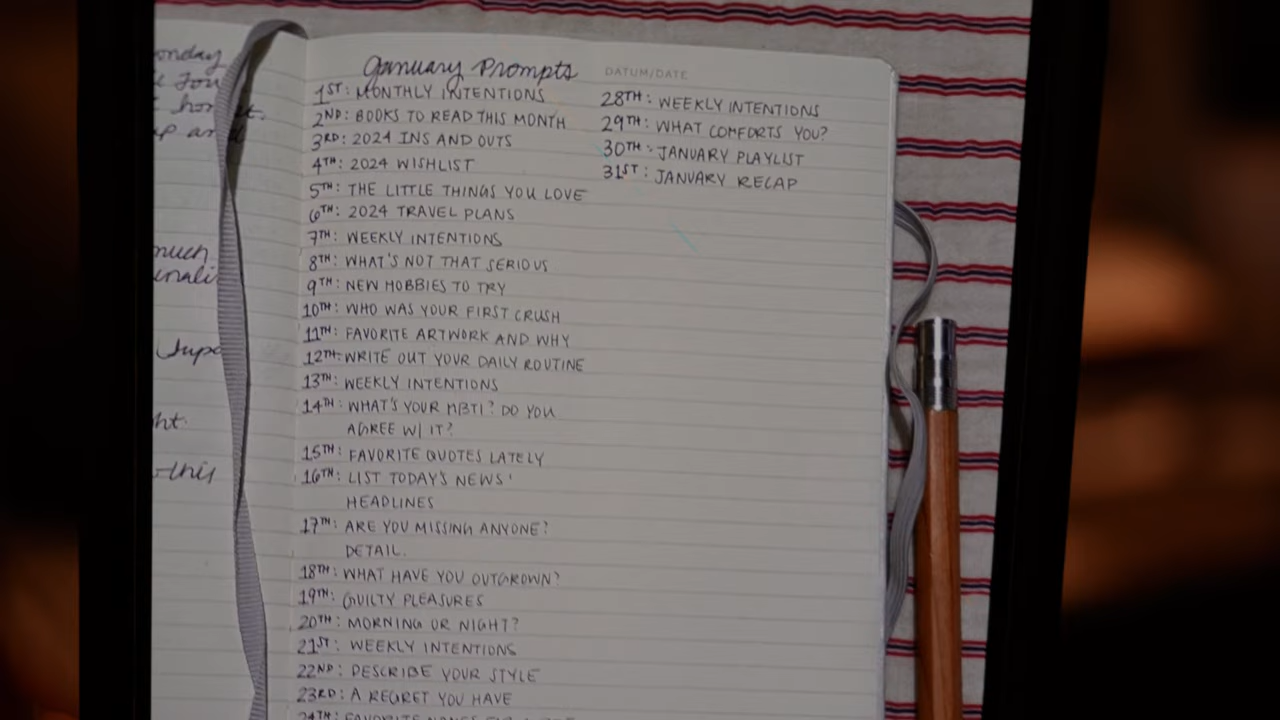 onday
hon
much
January Prompts
DATUM/DATE
1ST: MONTHLY INTENTIONS
2ND: BOOKS TO READ THIS MONTH
3RD: 2024 INS AND OUTS
4TH: 2024 WISHLIST
5TH: THE LITTLE THINGS YOU LOVE
6TH: 2024 TRAVEL PLANS
7TH: WEEKLY INTENTIONS
8TH: WHAT'S NOT THAT SERIOUS
9TH: NEW HOBBIES TO TRY
10TH: WHO WAS YOUR FIRST CRUSH
11TH: FAVORITE ARTWORK AND WHY
12TH: WRITE OUT YOUR DAILY ROUTINE
13TH: WEEKLY INTENTIONS
14TH: WHAT'S YOUR MBTI? DO YOU
AGREE W/ IT?
15TH: FAVORITE QUOTES LATELY
16TH: LIST TODAY'S NEWS'
HEADLINES
17TH: ARE YOU MISSING ANYONE?
DETAIL.
18TH: WHAT HAVE YOU OUTGROWN?
19TH: GUILTY PLEASURES
20TH: MORNING OR NIGHT?
21ST: WEEKLY INTENTIONS
22ND: DESCRIBE YOUR STYLE
23RD: A REGRET YOU HAVE
24TH: FAVORITE NAMES
28TH: WEEKLY INTENTIONS
29TH: WHAT COMFORTS YOU?
30TH: JANUARY PLAYLIST
31ST: JANUARY RECAP